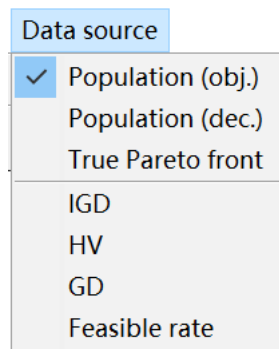 Data source
Population (obj.)
Population (dec.)
True Pareto front
IGD
HV
GD
Feasible rate